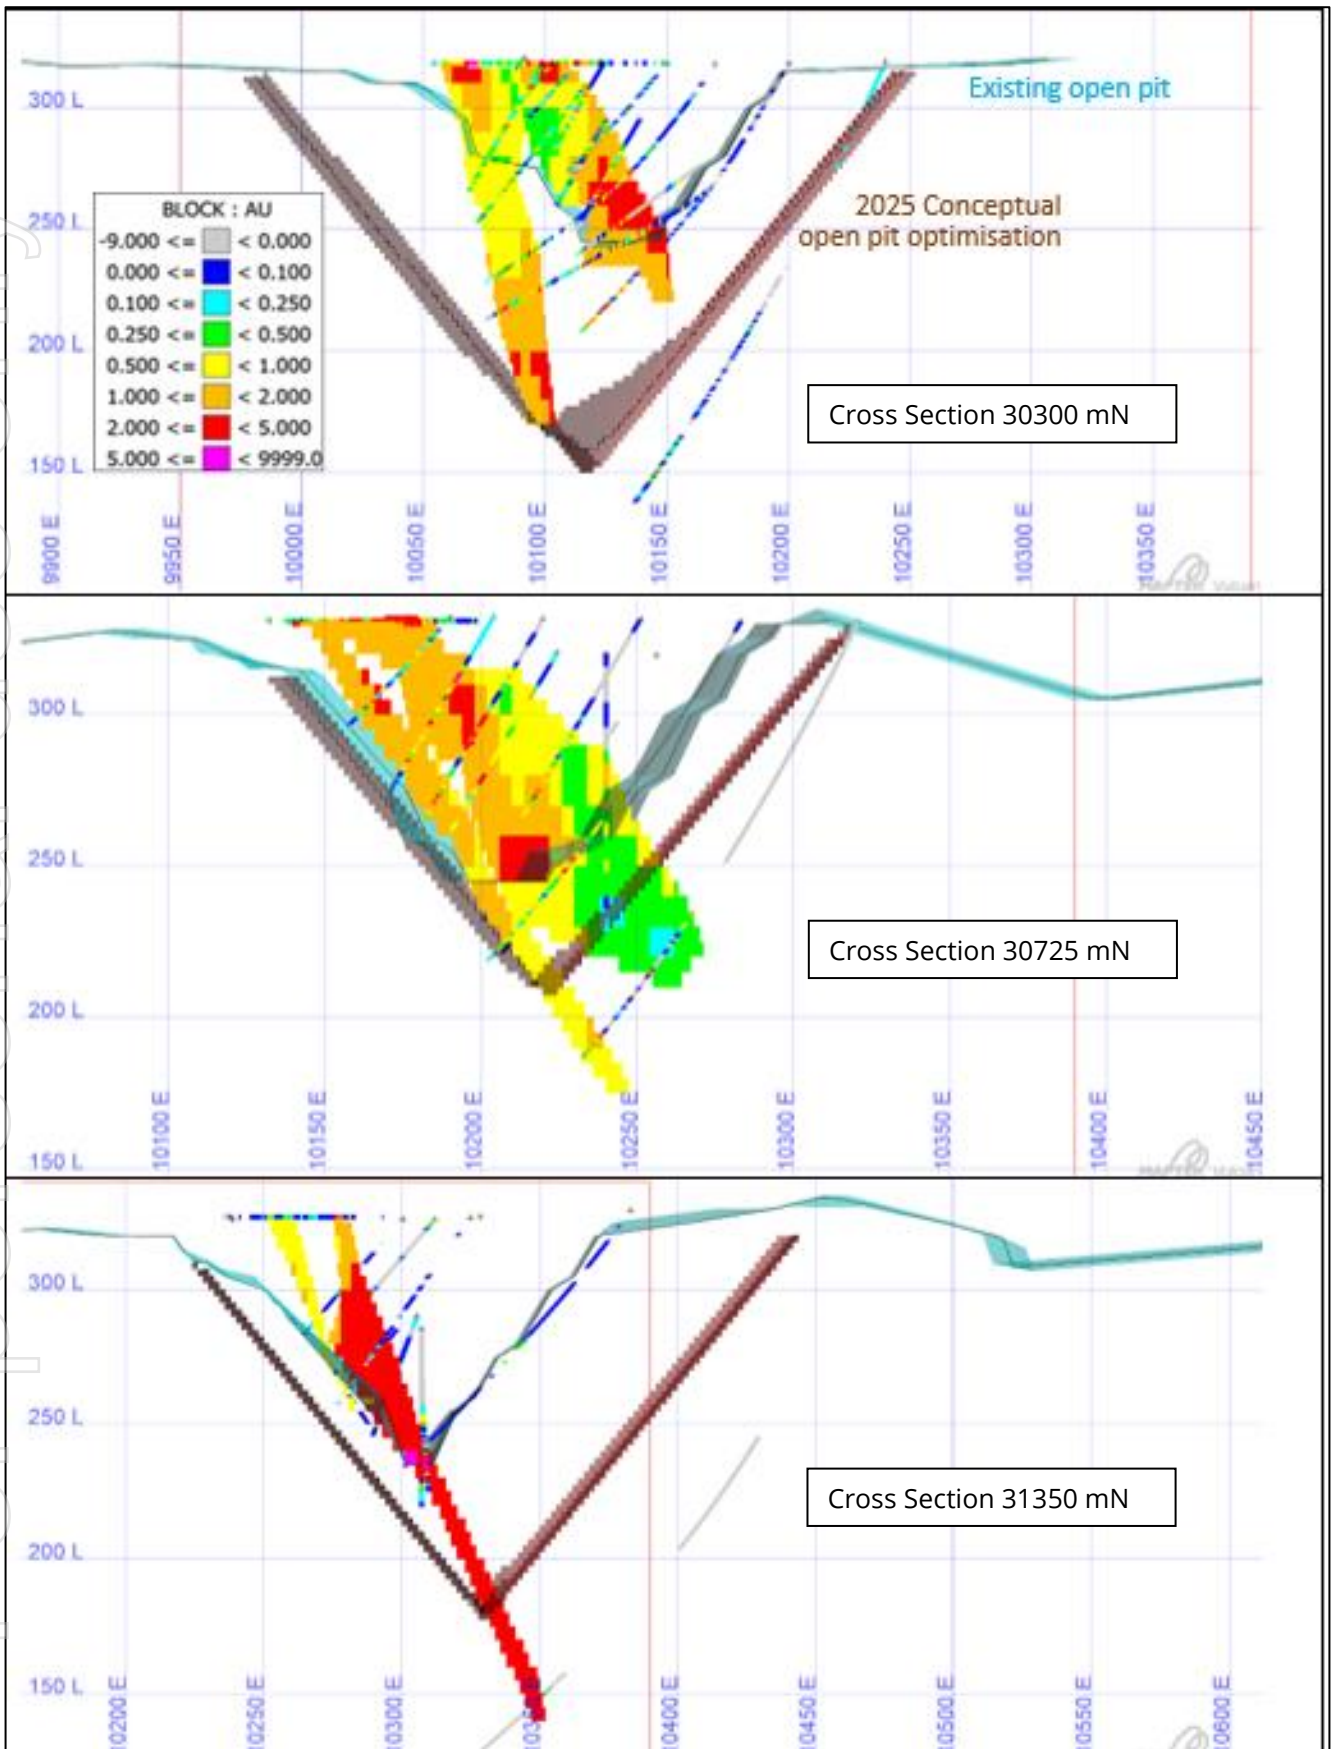 Existing open pit
300 L
BLOCK : AU
-9.000 <= < 0.000
0.000 <= < 0.100
0.100 <= < 0.250
0.250 <= < 0.500
0.500 <= < 1.000
1.000 <= < 2.000
2.000 <= < 5.000
5.000 <= < 9999.0
2025 Conceptual
open pit optimisation
250 L
200 L
Cross Section 30300 mN
150 L
9900 E
9950 E
10000 E
10050 E
10100 E
10150 E
10200 E
10250 E
10300 E
10350 E
300 L
250 L
Cross Section 30725 mN
200 L
150 L
10100 E
10150 E
10200 E
10250 E
10300 E
10350 E
10400 E
10450 E
300 L
250 L
Cross Section 31350 mN
200 L
150 L
10200 E
10250 E
10300 E
10400 E
10450 E
10500 E
10550 E
10600 E